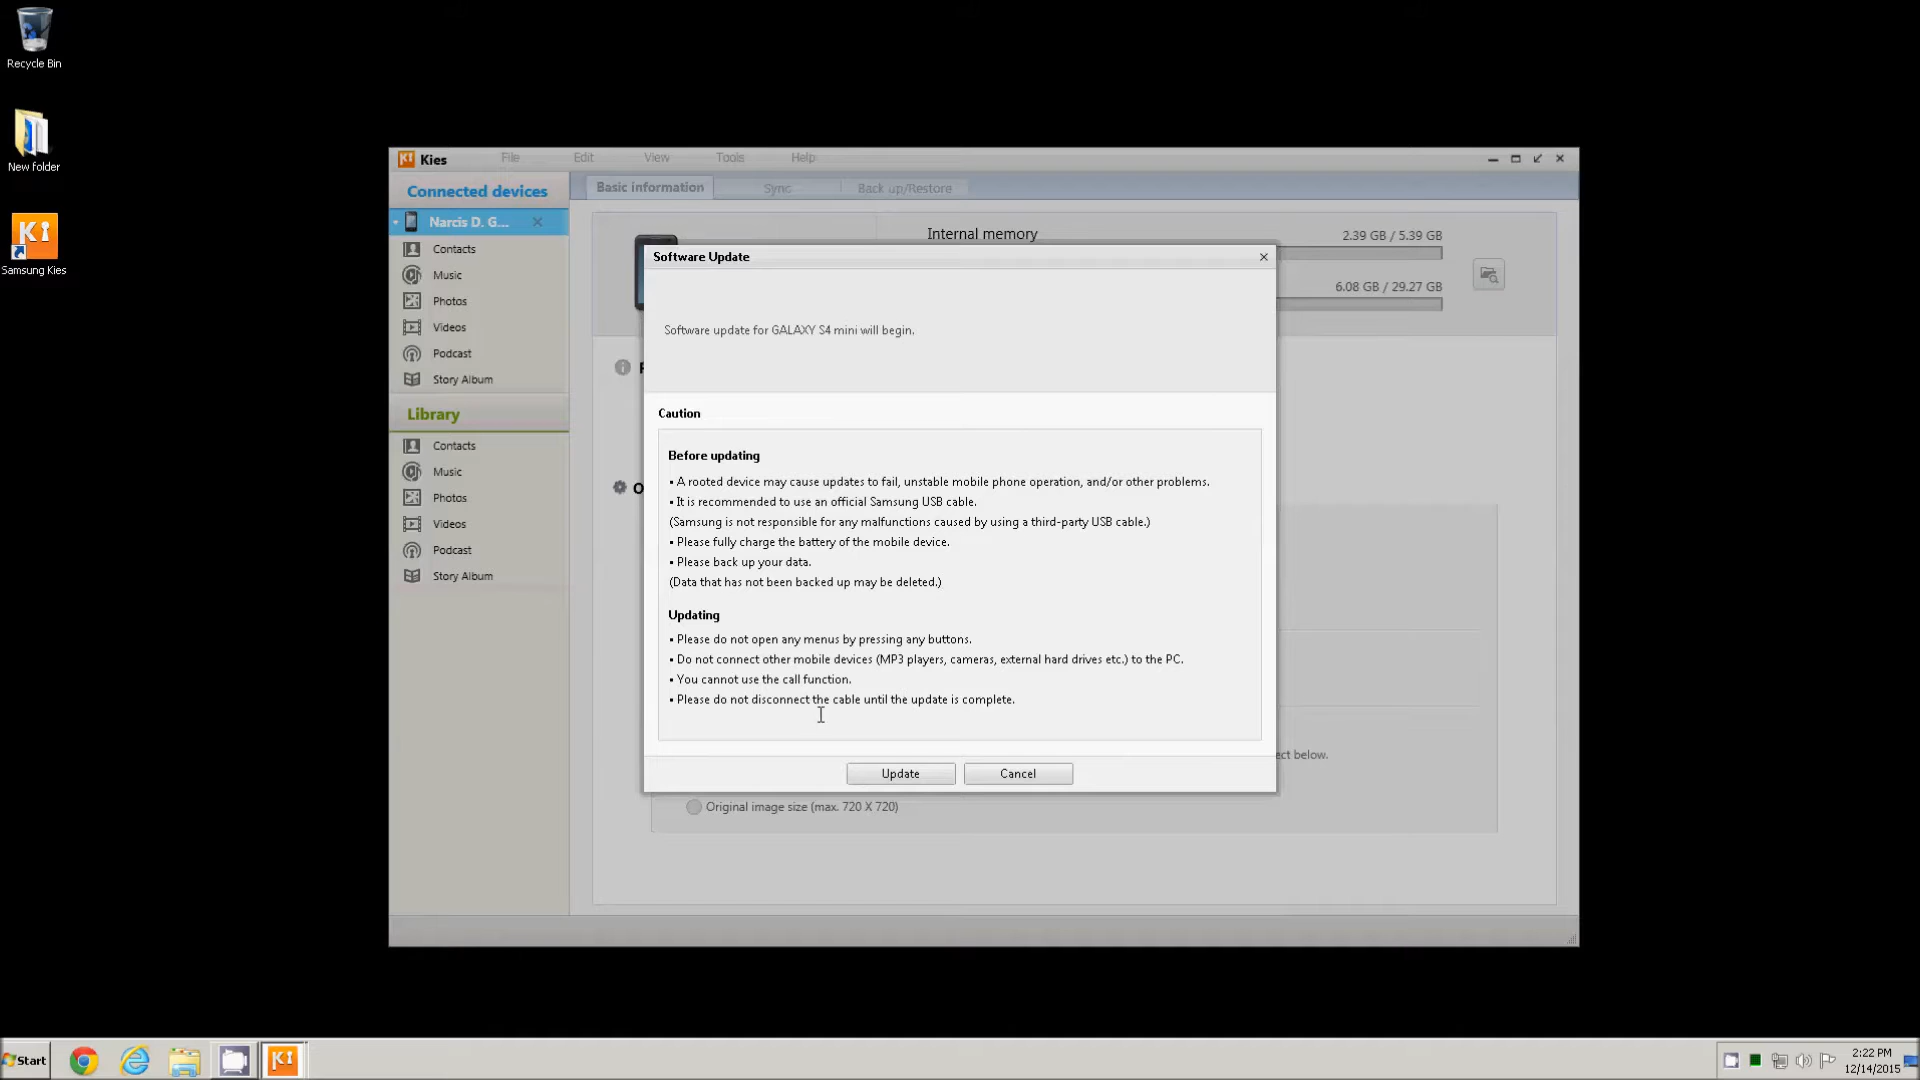 Recycle Bin
New folder
Samsung Kies
Kies File Edit View Tools Help
Connected devices
Narcis D. G...
Contacts
Music
Photos
Videos
Podcast
Story Album
Library
Contacts
Music
Photos
Videos
Podcast
Story Album
Basic information Sync Back up/Restore
Internal memory 2.39 GB / 5.39 GB
6.08 GB / 29.27 GB
Software Update
Software update for GALAXY S4 mini will begin.
Caution
Before updating
• A rooted device may cause updates to fail, unstable mobile phone operation, and/or other problems.
• It is recommended to use an official Samsung USB cable.
(Samsung is not responsible for any malfunctions caused by using a third-party USB cable.)
• Please fully charge the battery of the mobile device.
• Please back up your data.
(Data that has not been backed up may be deleted.)
Updating
• Please do not open any menus by pressing any buttons.
• Do not connect other mobile devices (MP3 players, cameras, external hard drives etc.) to the PC.
• You cannot use the call function.
• Please do not disconnect the cable until the update is complete.
Update Cancel
below.
Original image size (max. 720 X 720)
Start
2:22 PM
12/14/2015